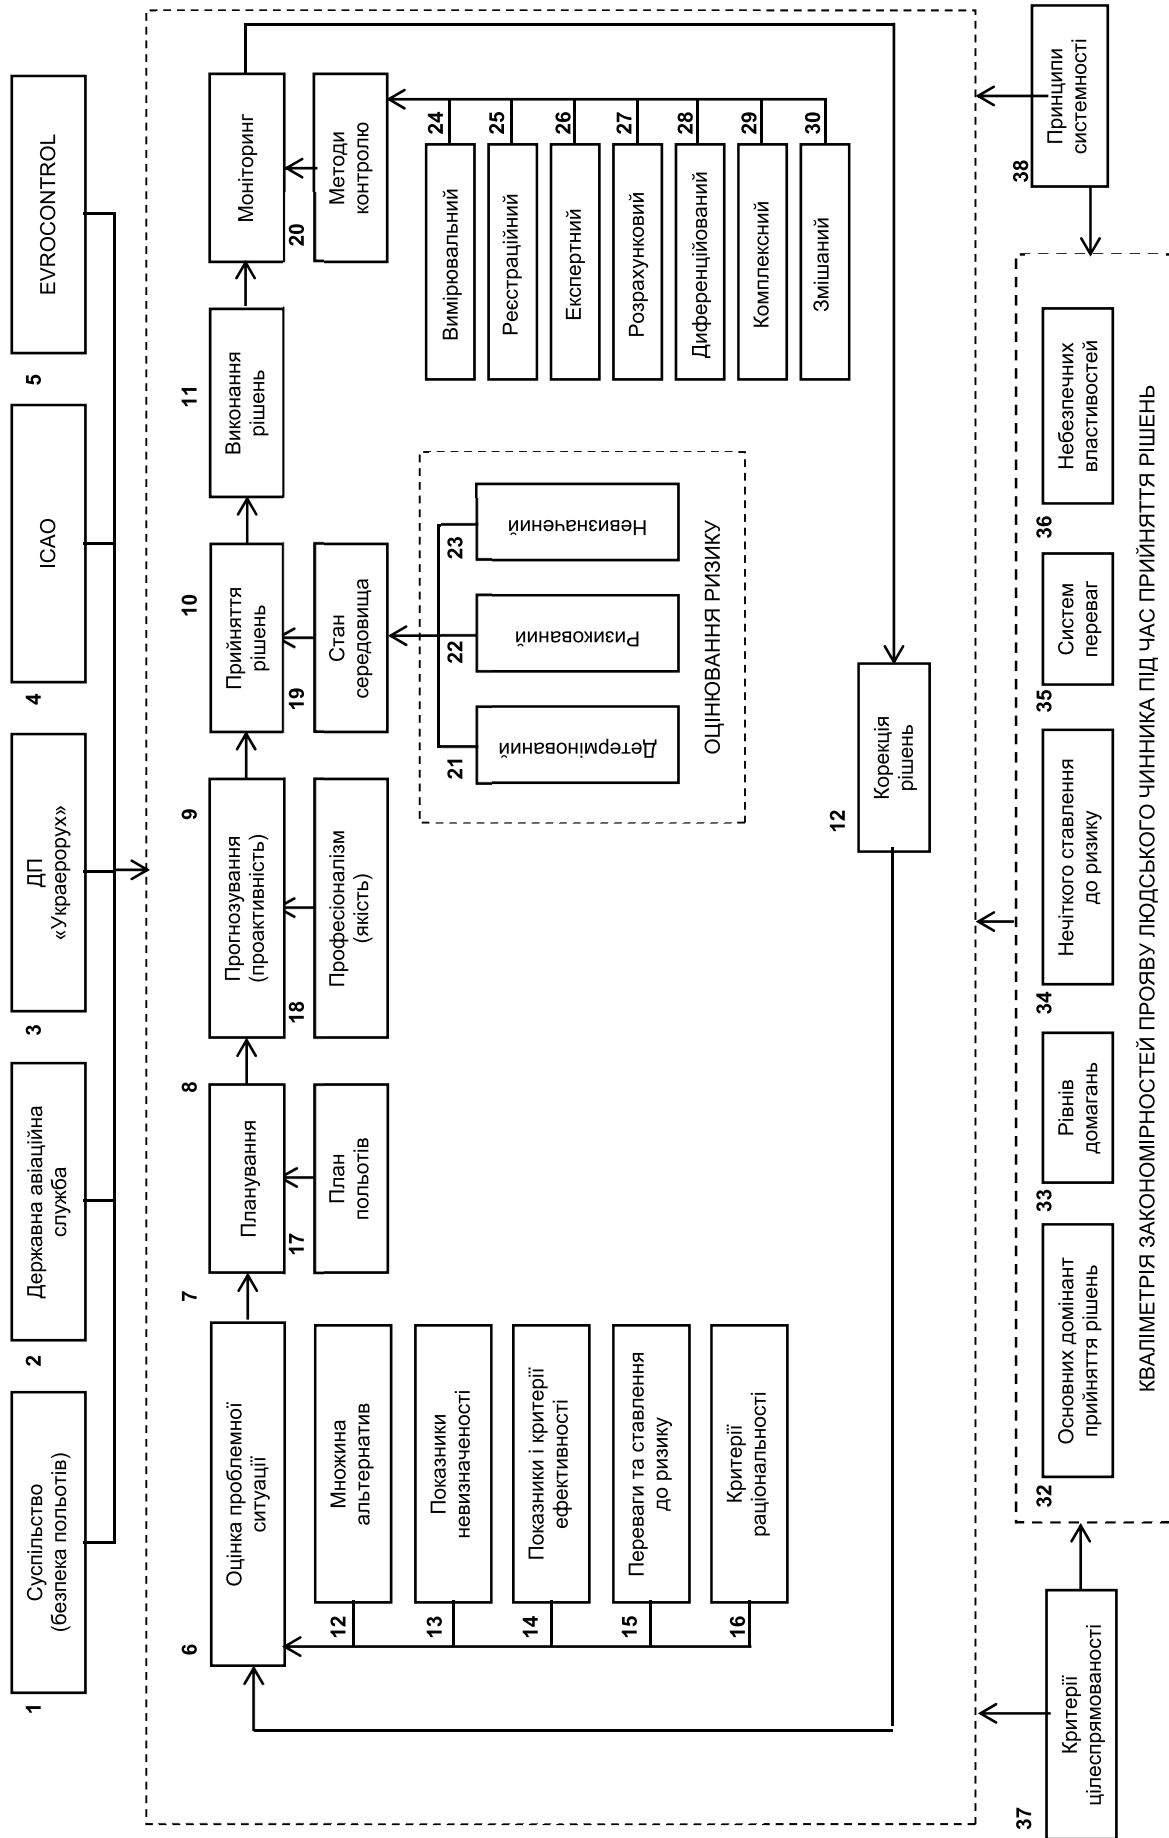 1
Суспільство
(безпека польотів)
2
Державна авіаційна
служба
3
ДП
«Украерорух»
4
ICAO
5
EVROCONTROL
6
Оцінка проблемної
ситуації
7
Планування
8
Прогнозування
(проактивність)
9
Прийняття
рішень
10
Виконання
рішень
11
Моніторинг
12
Множина
альтернатив
13
Показники
невизначеності
14
Показники і критерії
ефективності
15
Переваги та ставлення
до ризику
16
Критерії
раціональності
17
План
польотів
18
Професіоналізм
(якість)
19
Стан
середовища
20
Методи
контролю
21
Детермінований
22
Ризикований
23
Невизначений
ОЦІНЮВАННЯ РИЗИКУ
24
Вимірювальний
25
Реєстраційний
26
Експертний
27
Розрахунковий
28
Диференційований
29
Комплексний
30
Змішаний
12
Корекція
рішень
37
Критерії
цілеспрямованості
32
Основних домінант
прийняття рішень
33
Рівнів
домагань
34
Нечіткого ставлення
до ризику
35
Систем
переваг
36
Небезпечних
властивостей
38
Принципи
системності
КВАЛІМЕТРІЯ ЗАКОНОМІРНОСТЕЙ ПРОЯВУ ЛЮДСЬКОГО ЧИННИКА ПІД ЧАС ПРИЙНЯТТЯ РІШЕНЬ